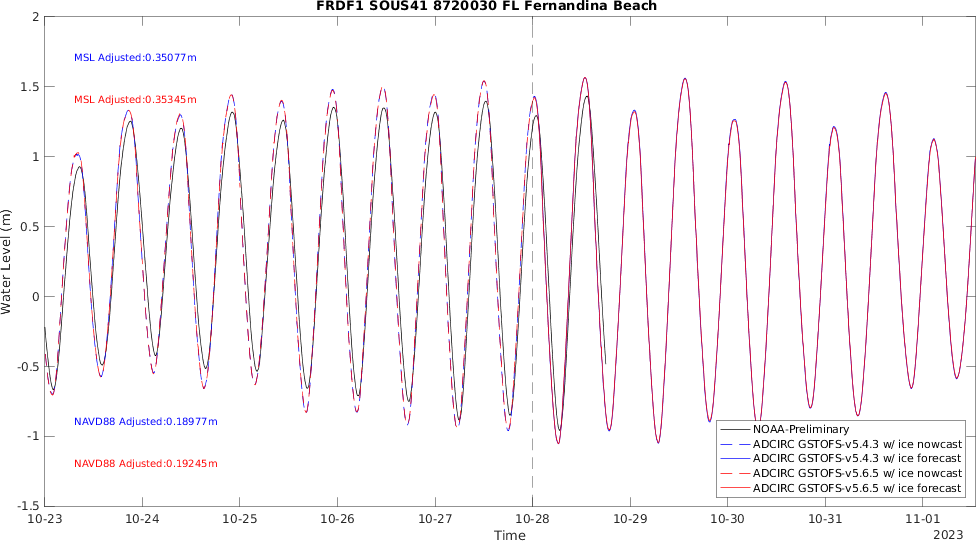 FRDF1 SOUS41 8720030 FL Fernandina Beach
2
1.5
1
0.5
0
-0.5
-1
-1.5
Water Level (m)
MSL Adjusted:0.35077m
MSL Adjusted:0.35345m
NAVD88 Adjusted:0.18977m
NAVD88 Adjusted:0.19245m
NOAA-Preliminary
ADCIRC GSTOFS-v5.4.3 w/ ice nowcast
ADCIRC GSTOFS-v5.4.3 w/ ice forecast
ADCIRC GSTOFS-v5.6.5 w/ ice nowcast
ADCIRC GSTOFS-v5.6.5 w/ ice forecast
10-23 10-24 10-25 10-26 10-27 10-28 10-29 10-30 10-31 11-01
Time
2023